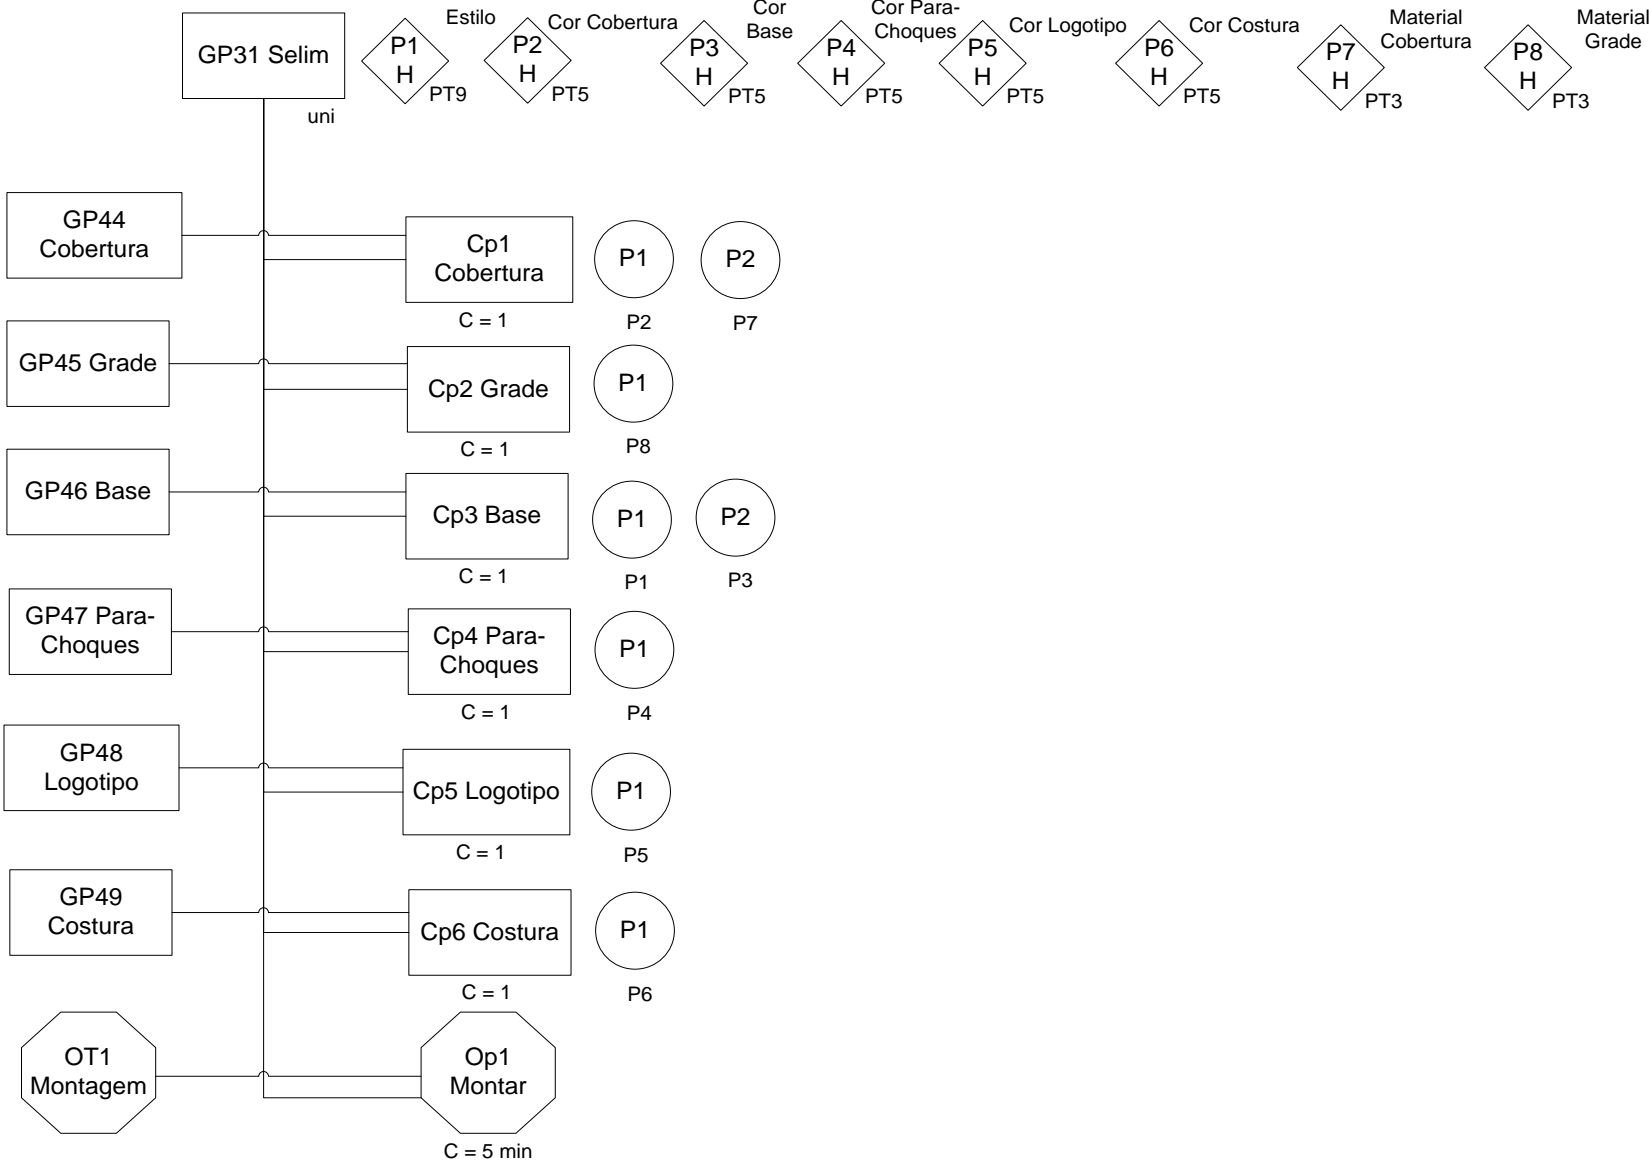 GP31 Selim
uni
P1
H
Estilo
PT9
P2
H
Cor Cobertura
PT5
P3
H
Cor
Base
PT5
P4
H
Cor Para-
Choques
PT5
P5
H
Cor Logotipo
PT5
P6
H
Cor Costura
PT5
P7
H
Material
Cobertura
PT3
P8
H
Material
Grade
PT3
GP44
Cobertura
Cp1
Cobertura
C = 1
P1
P2
P2
P7
GP45 Grade
Cp2 Grade
C = 1
P1
P8
GP46 Base
Cp3 Base
C = 1
P1
P1
P2
P3
GP47 Para-
Choques
Cp4 Para-
Choques
C = 1
P1
P4
GP48
Logotipo
Cp5 Logotipo
C = 1
P1
P5
GP49
Costura
Cp6 Costura
C = 1
P1
P6
OT1
Montagem
Op1
Montar
C = 5 min